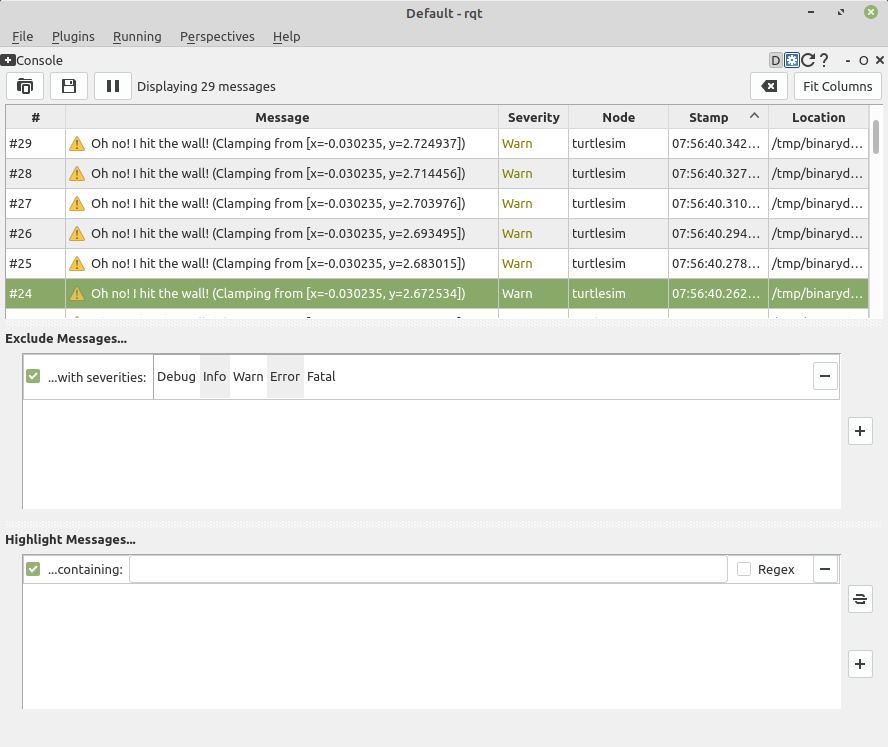 Default - rqt
File Plugins Running Perspectives Help
Console D ?
Displaying 29 messages Fit Columns
# Message Severity Node Stamp Location
#29 Oh no! I hit the wall! (Clamping from [x=-0.030235, y=2.724937]) Warn turtlesim 07:56:40.342... /tmp/binaryd...
#28 Oh no! I hit the wall! (Clamping from [x=-0.030235, y=2.714456]) Warn turtlesim 07:56:40.327... /tmp/binaryd...
#27 Oh no! I hit the wall! (Clamping from [x=-0.030235, y=2.703976]) Warn turtlesim 07:56:40.310... /tmp/binaryd...
#26 Oh no! I hit the wall! (Clamping from [x=-0.030235, y=2.693495]) Warn turtlesim 07:56:40.294... /tmp/binaryd...
#25 Oh no! I hit the wall! (Clamping from [x=-0.030235, y=2.683015]) Warn turtlesim 07:56:40.278... /tmp/binaryd...
#24 Oh no! I hit the wall! (Clamping from [x=-0.030235, y=2.672534]) Warn turtlesim 07:56:40.262... /tmp/binaryd...
Exclude Messages...
...with severities: Debug Info Warn Error Fatal
Highlight Messages...
...containing: Regex